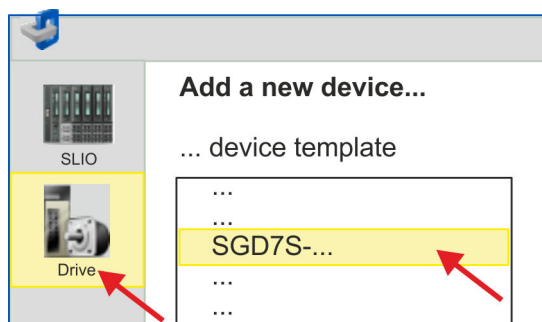 Add a new device...
SLIO
... device template
...
...
SGD7S-...
Drive
...
...